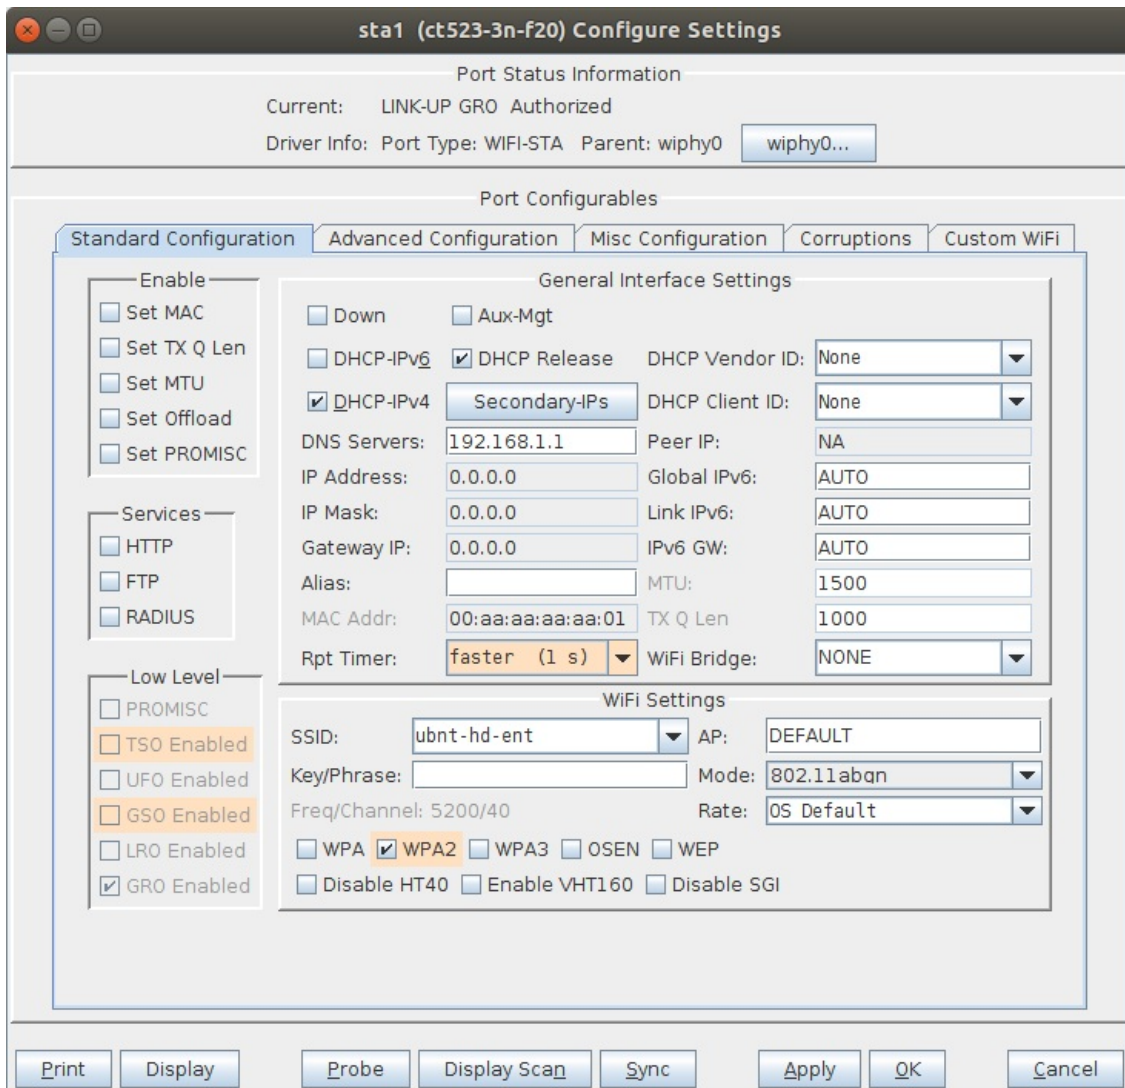 sta1 (ct523-3n-f20) Configure Settings
Port Status Information
Current: LINK-UP GRO Authorized
Driver Info: Port Type: WIFI-STA Parent: wiphy0 wiphy0...
Port Configurables
Standard Configuration Advanced Configuration Misc Configuration Corruptions Custom WiFi
Enable
Set MAC
Set TX Q Len
Set MTU
Set Offload
Set PROMISC
Services
HTTP
FTP
RADIUS
Low Level
PROMISC
TSO Enabled
UFO Enabled
GSO Enabled
LRO Enabled
GRO Enabled
General Interface Settings
Down Aux-Mgt
DHCP-IPv6 DHCP Release DHCP Vendor ID: None
DHCP-IPv4 Secondary-IPs DHCP Client ID: None
DNS Servers: 192.168.1.1 Peer IP: NA
IP Address: 0.0.0.0 Global IPv6: AUTO
IP Mask: 0.0.0.0 Link IPv6: AUTO
Gateway IP: 0.0.0.0 IPv6 GW: AUTO
Alias: MTU: 1500
MAC Addr: 00:aa:aa:aa:aa:01 TX Q Len 1000
Rpt Timer: faster (1 s) WiFi Bridge: NONE
WiFi Settings
SSID: ubnt-hd-ent AP: DEFAULT
Key/Phrase: Mode: 802.11abgn
Freq/Channel: 5200/40 Rate: OS Default
WPA WPA2 WPA3 OSEN WEP
Disable HT40 Enable VHT160 Disable SGI
Print Display Probe Display Scan Sync Apply OK Cancel